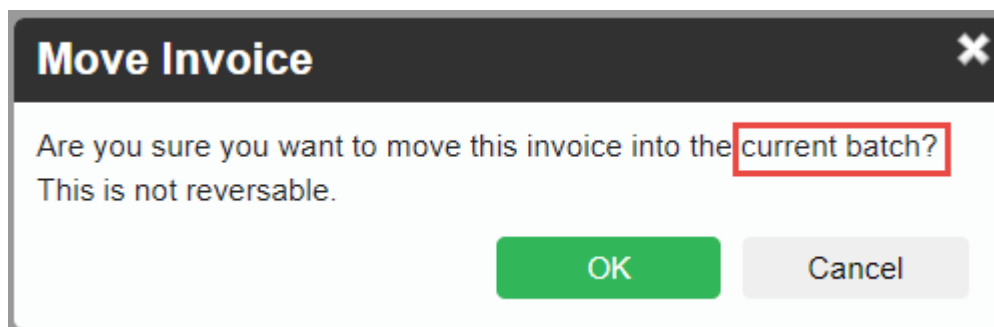 Move Invoice
Are you sure you want to move this invoice into the current batch?
This is not reversable.
OK
Cancel